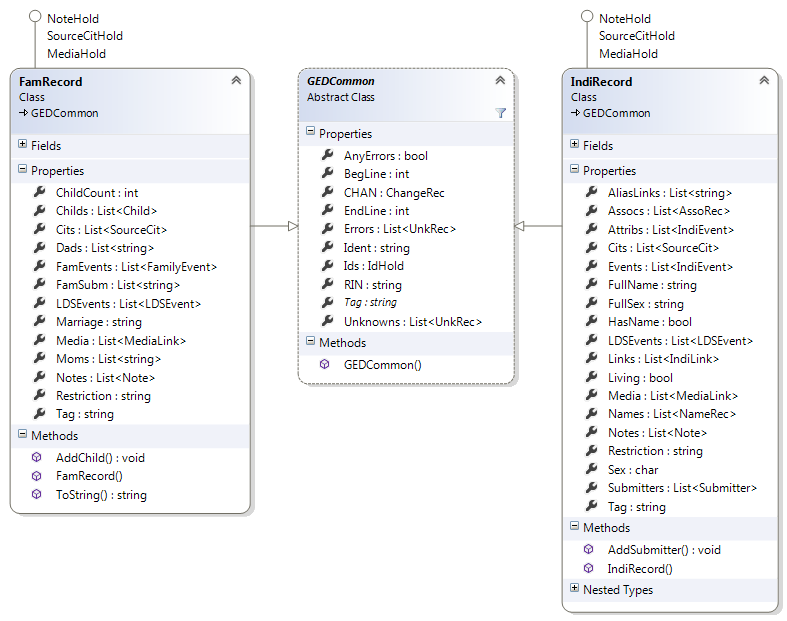 NoteHold
SourceCitHold
MediaHold
FamRecord
Class
GEDCommon
Fields
Properties
ChildCount : int
Childs : List<Child>
Cits : List<SourceCit>
Dads : List<string>
FamEvents : List<FamilyEvent>
FamSubm : List<string>
LDSEvents : List<LDSEvent>
Marriage : string
Media : List<MediaLink>
Moms : List<string>
Notes : List<Note>
Restriction : string
Tag : string
Methods
AddChild() : void
FamRecord()
ToString() : string
GEDCommon
Abstract Class
Properties
AnyErrors : bool
BegLine : int
CHAN : ChangeRec
EndLine : int
Errors : List<UnkRec>
Ident : string
Ids : IdHold
RIN : string
Tag : string
Unknowns : List<UnkRec>
Methods
GEDCommon()
NoteHold
SourceCitHold
MediaHold
IndiRecord
Class
GEDCommon
Fields
Properties
AliasLinks : List<string>
Assocs : List<AssoRec>
Attribs : List<IndiEvent>
Cits : List<SourceCit>
Events : List<IndiEvent>
FullName : string
FullSex : string
HasName : bool
LDSEvents : List<LDSEvent>
Links : List<IndiLink>
Living : bool
Media : List<MediaLink>
Names : List<NameRec>
Notes : List<Note>
Restriction : string
Sex : char
Submitters : List<Submitter>
Tag : string
Methods
AddSubmitter() : void
IndiRecord()
Nested Types